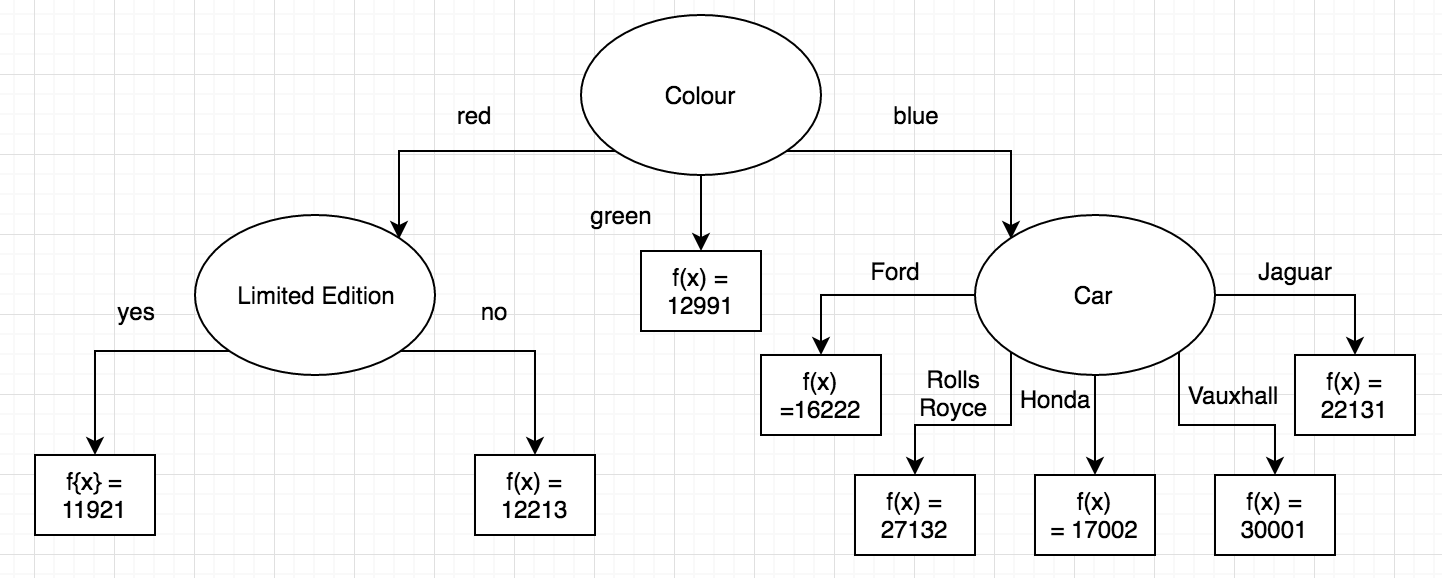 Colour
red
blue
green
f(x) =
12991
Limited Edition
yes
no
f{x} =
11921
f(x) =
12213
Car
Ford
Jaguar
Rolls
Royce
Honda
Vauxhall
f(x)
=16222
f(x) =
27132
f(x)
= 17002
f(x) =
30001
f(x) =
22131